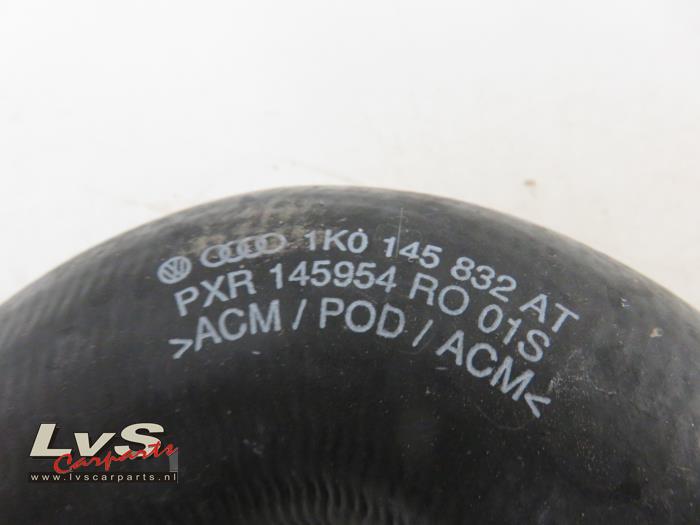 1K0 145 832 AT
PXR 145954 RO 01S
>ACM / POD / ACM<
LvS
Carparts
www.lvscarparts.nl